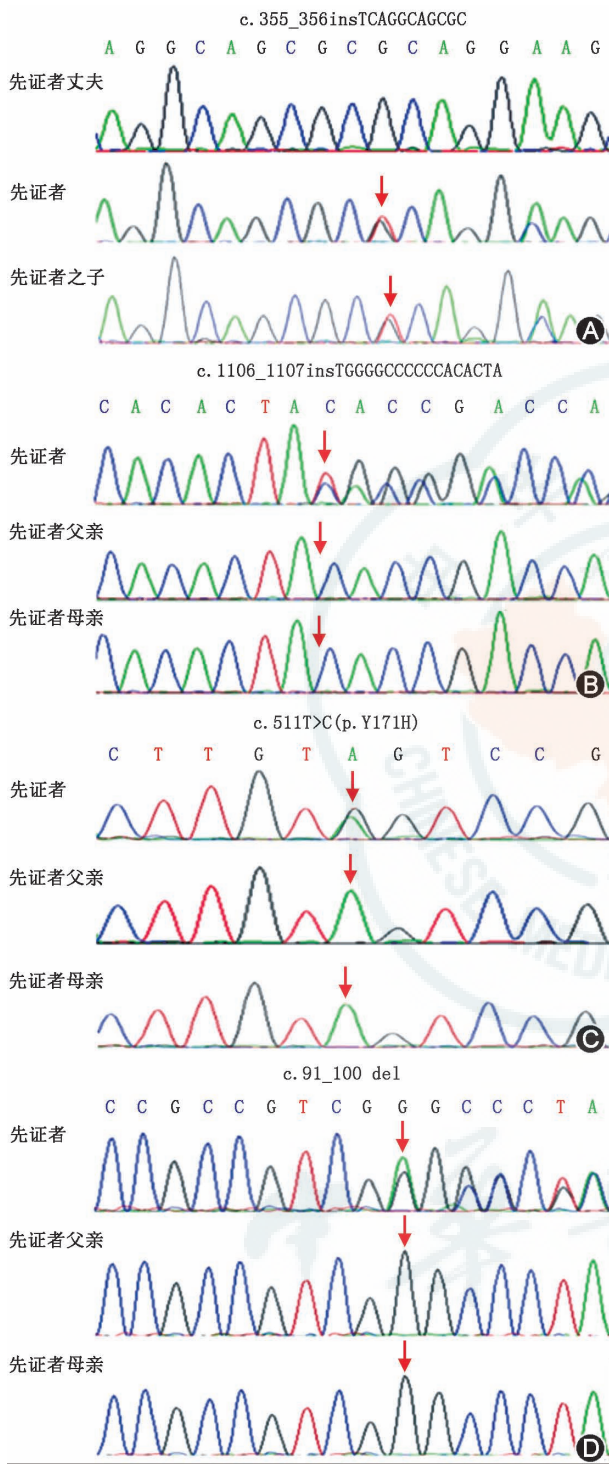 c.355_356insTCAGGCAGCGC
A G G C A G C G C G C A G G A A G
先证者丈夫
先证者
先证者之子
A
c.1106_1107insTGGGGCCCCCCACACTA
C A C A C T A C A C C G A C C A
先证者
先证者父亲
先证者母亲
B
c.511T>C(p.Y171H)
C T T G T A G T C C G
先证者
先证者父亲
先证者母亲
C
c.91_100 del
C C G C C G T C G G G C C C T A
先证者
先证者父亲
先证者母亲
D
CHINESE MED